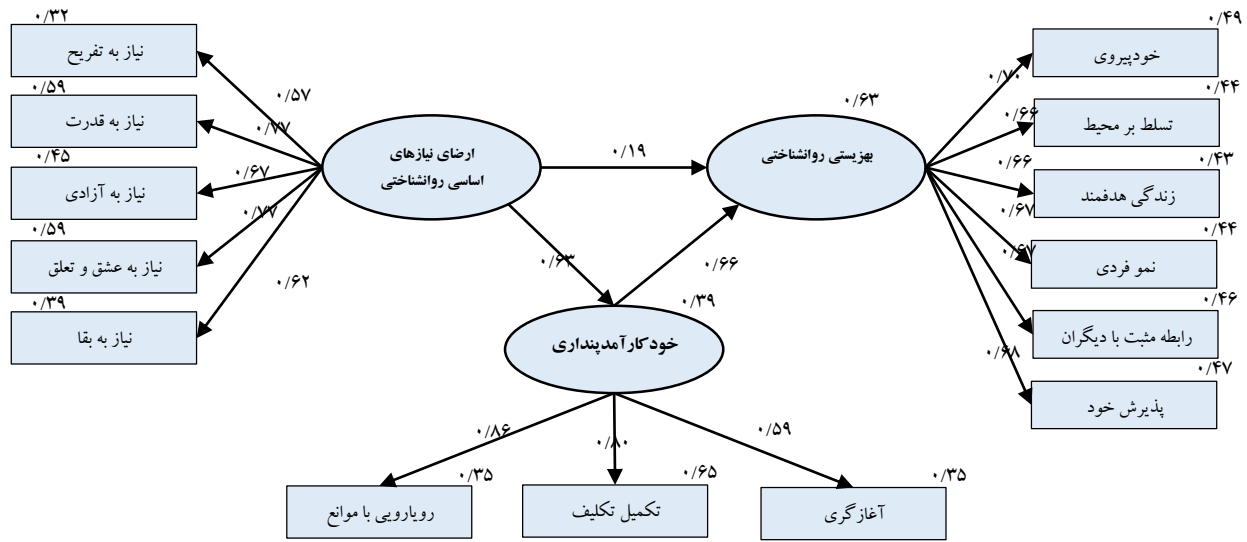 ۰/۳۲
نیاز به تفریح
۰/۵۹
نیاز به قدرت
۰/۴۵
نیاز به آزادی
۰/۵۹
نیاز به عشق و تعلق
۰/۳۹
نیاز به بقا
۰/۵۷
۰/۷۷
۰/۶۷
۰/۷۷
۰/۶۲
ارضای نیازهای
اساسی روانشناختی
۰/۱۹
۰/۶۳
۰/۶۶
۰/۶۳
بهزیستی روانشناختی
۰/۳۹
خودکارآمدپنداری
۰/۸۶
۰/۸۰
۰/۵۹
۰/۳۵
رویارویی با موانع
۰/۶۵
تکمیل تکلیف
۰/۳۵
آغازگری
۰/۷۰
۰/۶۶
۰/۶۶
۰/۶۷
۰/۶۷
۰/۶۸
۰/۴۹
خودپیروی
۰/۴۴
تسلط بر محیط
۰/۴۳
زندگی هدفمند
۰/۴۴
نمو فردی
۰/۴۶
رابطه مثبت با دیگران
۰/۴۷
پذیرش خود